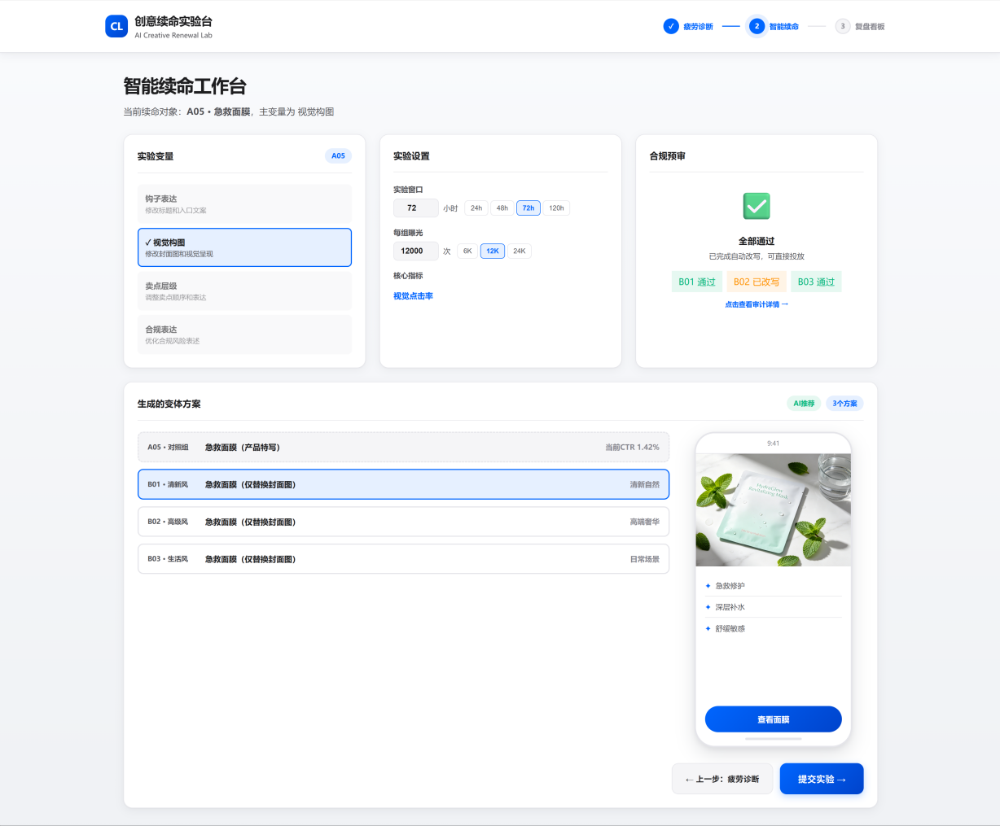 CL
创意续命实验台
AI Creative Renewal Lab
✓ 疲劳诊断
2 智能续命
3 复盘看板
智能续命工作台
当前续命对象：A05 • 急救面膜，主变量为 视觉构图
实验变量
A05
钩子表达
修改标题和入口文案
✓ 视觉构图
修改封面图和视觉呈现
卖点层级
调整卖点顺序和表达
合规表达
优化合规风险表述
实验设置
实验窗口
72 小时 24h 48h 72h 120h
每组曝光
12000 次 6K 12K 24K
核心指标
视觉点击率
合规预审
全部通过
已完成自动改写，可直接投放
B01 通过 B02 已改写 B03 通过
点击查看审计详情 →
生成的变体方案
AI推荐 3个方案
A05 • 对照组 急救面膜（产品特写） 当前CTR 1.42%
B01 • 清新风 急救面膜（仅替换封面图） 清新自然
B02 • 高级风 急救面膜（仅替换封面图） 高端奢华
B03 • 生活风 急救面膜（仅替换封面图） 日常场景
9:41
HydraGlow
Revitalizing Mask
✦ 急救修护
✦ 深层补水
✦ 舒缓敏感
查看面膜
← 上一步：疲劳诊断
提交实验 →